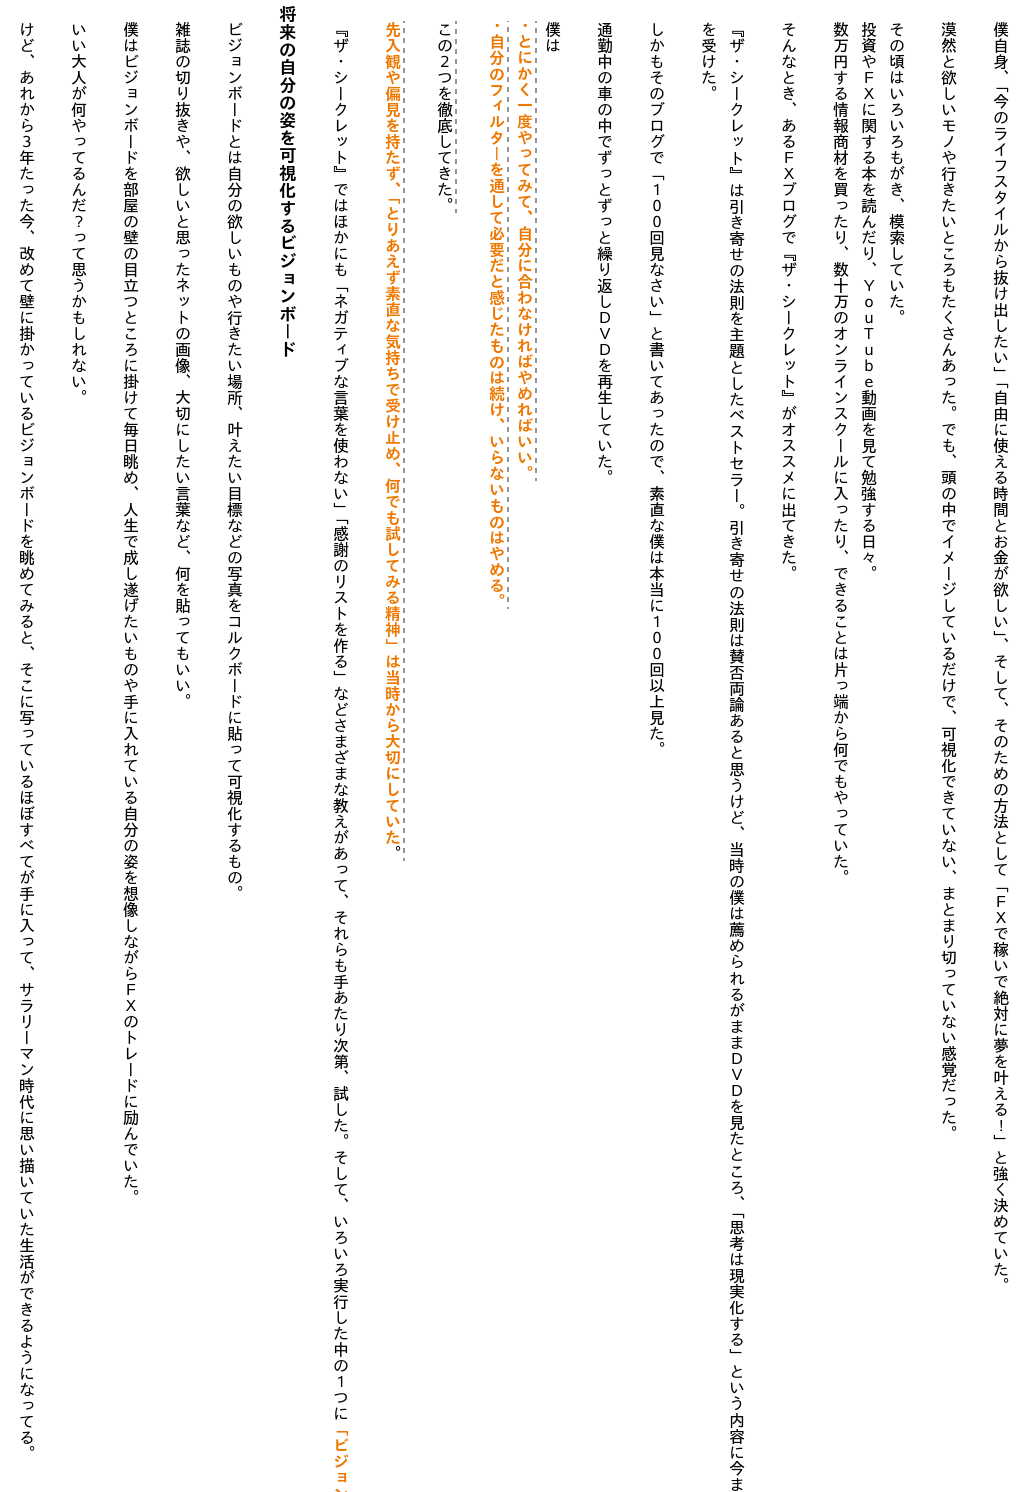 僕自身、「今のライフスタイルから抜け出したい」「自由に使える時間とお金が欲しい」、そして、そのための方法として「ＦＸで稼いで絶対に夢を叶える！」と強く決めていた。
漠然と欲しいモノや行きたいところもたくさんあった。でも、頭の中でイメージしているだけで、可視化できていない、まとまり切っていない感覚だった。
その頃はいろいろもがき、模索していた。
投資やＦＸに関する本を読んだり、ＹｏｕＴｕｂｅ動画を見て勉強する日々。
数万円する情報商材を買ったり、数十万のオンラインスクールに入ったり、できることは片っ端から何でもやっていた。
そんなとき、あるＦＸブログで『ザ・シークレット』がオススメに出てきた。
『ザ・シークレット』は引き寄せの法則を主題としたベストセラー。引き寄せの法則は賛否両論あると思うけど、当時の僕は薦められるがままＤＶＤを見たところ、「思考は現実化する」という内容に今ま
を受けた。
しかもそのブログで「１００回見なさい」と書いてあったので、素直な僕は本当に１００回以上見た。
通勤中の車の中でずっとずっと繰り返しＤＶＤを再生していた。
僕は
・とにかく一度やってみて、自分に合わなければやめればいい。
・自分のフィルターを通して必要だと感じたものは続け、いらないものはやめる。
この２つを徹底してきた。
先入観や偏見を持たず、「とりあえず素直な気持ちで受け止め、何でも試してみる精神」は当時から大切にしていた。
『ザ・シークレット』ではほかにも「ネガティブな言葉を使わない」「感謝のリストを作る」などさまざまな教えがあって、それらも手あたり次第、試した。そして、いろいろ実行した中の１つに「ビジョン
将来の自分の姿を可視化するビジョンボード
ビジョンボードとは自分の欲しいものや行きたい場所、叶えたい目標などの写真をコルクボードに貼って可視化するもの。
雑誌の切り抜きや、欲しいと思ったネットの画像、大切にしたい言葉など、何を貼ってもいい。
僕はビジョンボードを部屋の壁の目立つところに掛けて毎日眺め、人生で成し遂げたいものや手に入れている自分の姿を想像しながらＦＸのトレードに励んでいた。
いい大人が何やってるんだ？って思うかもしれない。
けど、あれから３年たった今、改めて壁に掛かっているビジョンボードを眺めてみると、そこに写っているほぼすべてが手に入って、サラリーマン時代に思い描いていた生活ができるようになってる。